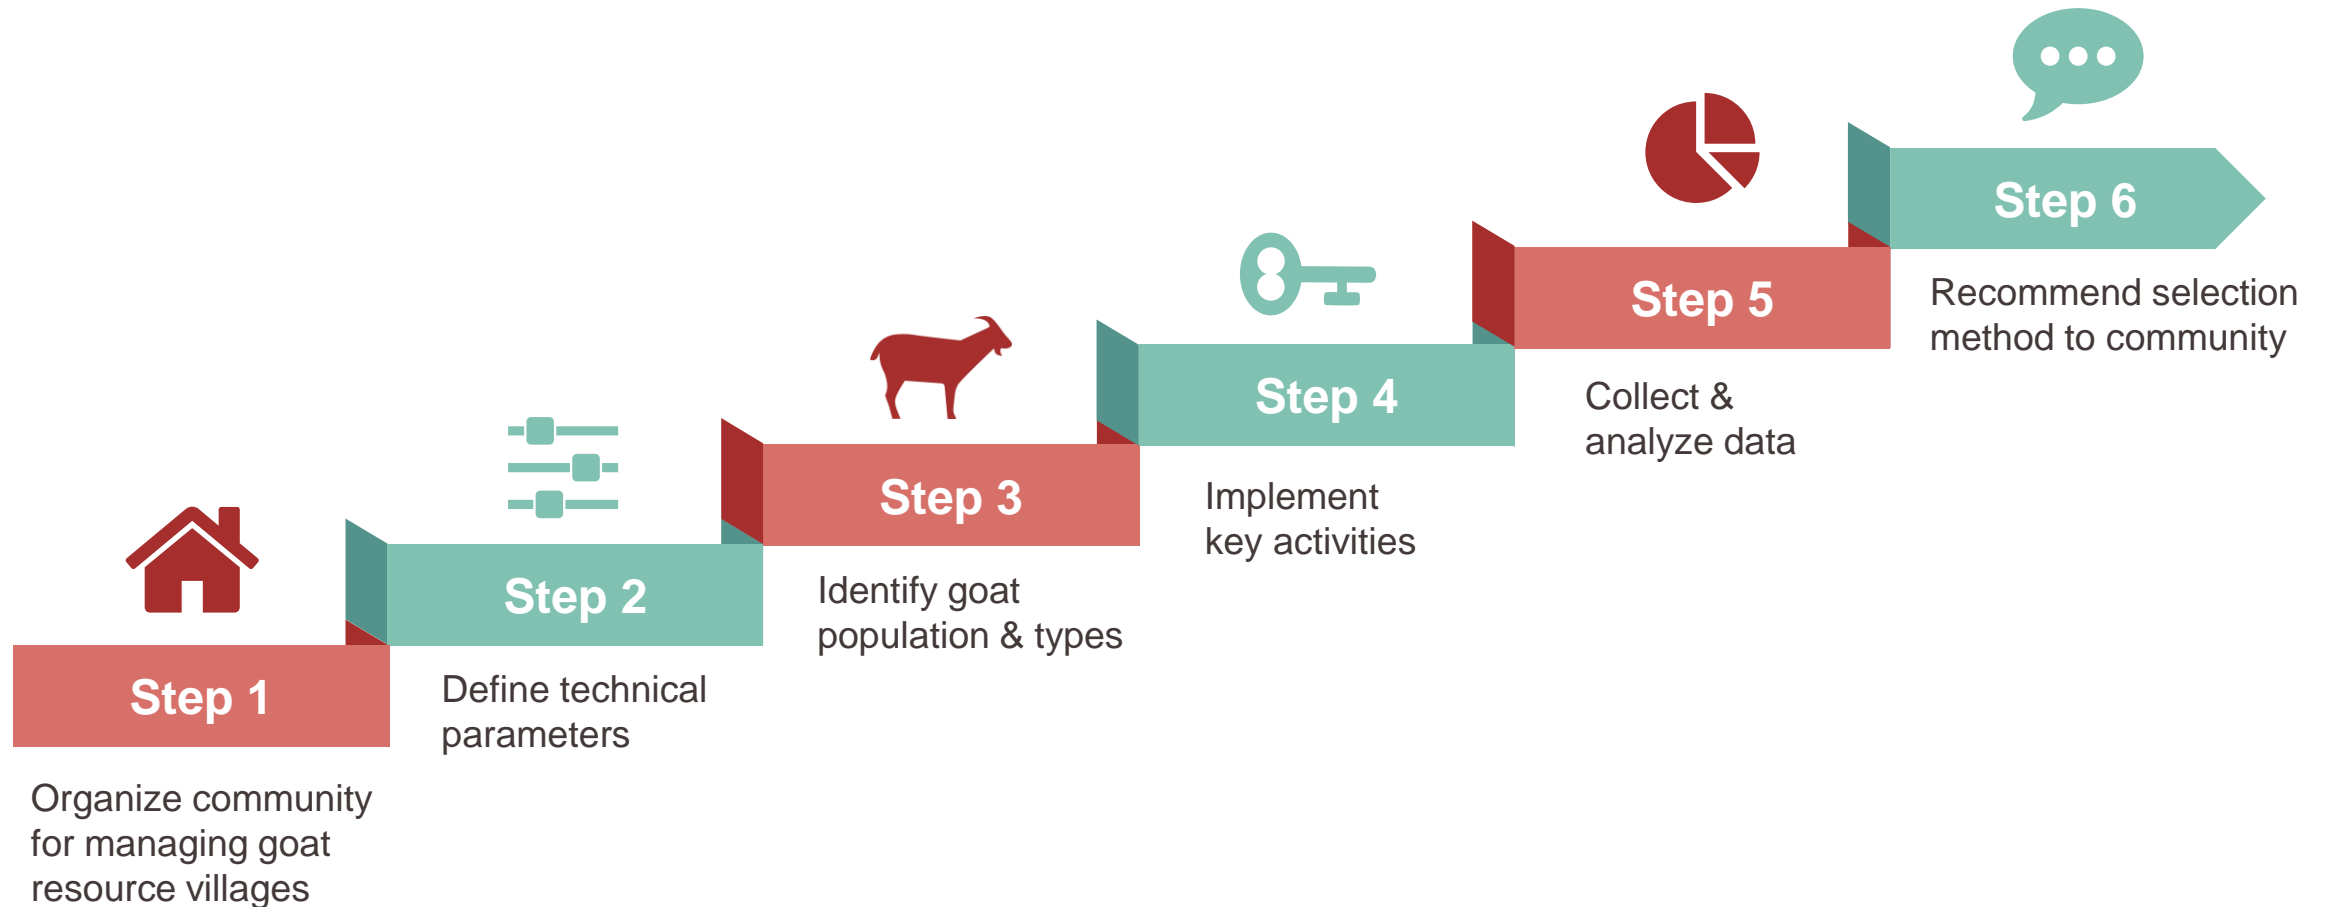 Step 1
Organize community
for managing goat
resource villages
Step 2
Define technical
parameters
Step 3
Identify goat
population & types
Step 4
Implement
key activities
Step 5
Collect &
analyze data
Step 6
Recommend selection
method to community